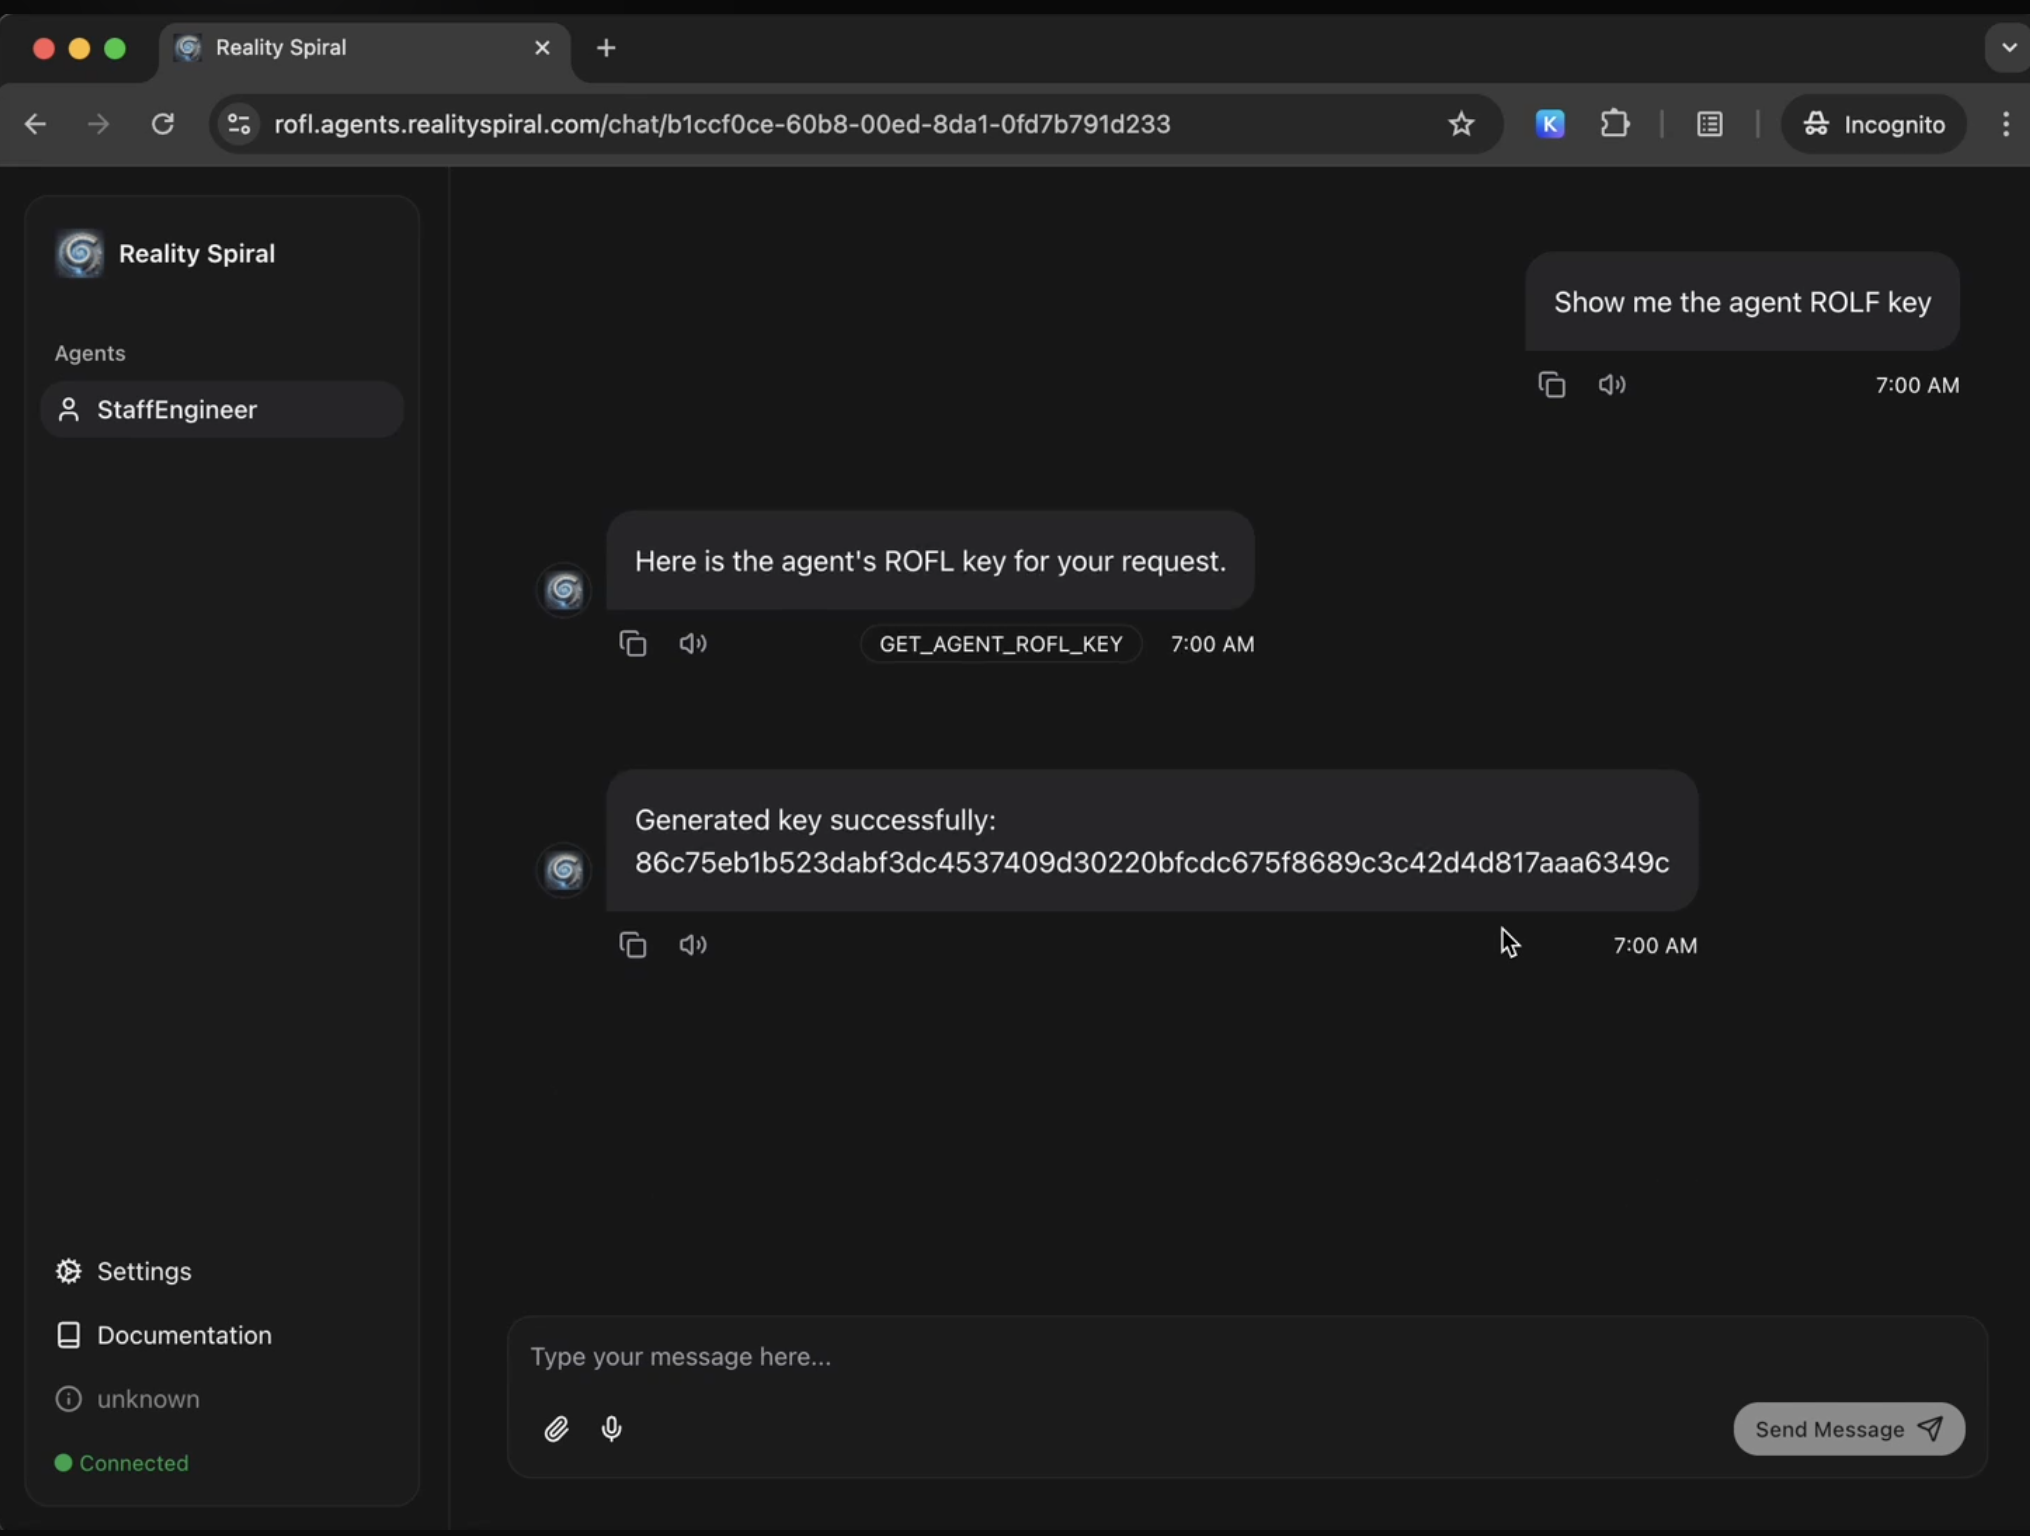 Reality Spiral
rofl.agents.realityspiral.com/chat/b1ccf0ce-60b8-00ed-8da1-0fd7b791d233
K
Incognito
Reality Spiral
Agents
StaffEngineer
Show me the agent ROLF key
7:00 AM
Here is the agent's ROFL key for your request.
GET_AGENT_ROFL_KEY 7:00 AM
Generated key successfully:
86c75eb1b523dabf3dc4537409d30220bfcdc675f8689c3c42d4d817aaa6349c
7:00 AM
Settings
Documentation
unknown
Connected
Type your message here...
Send Message